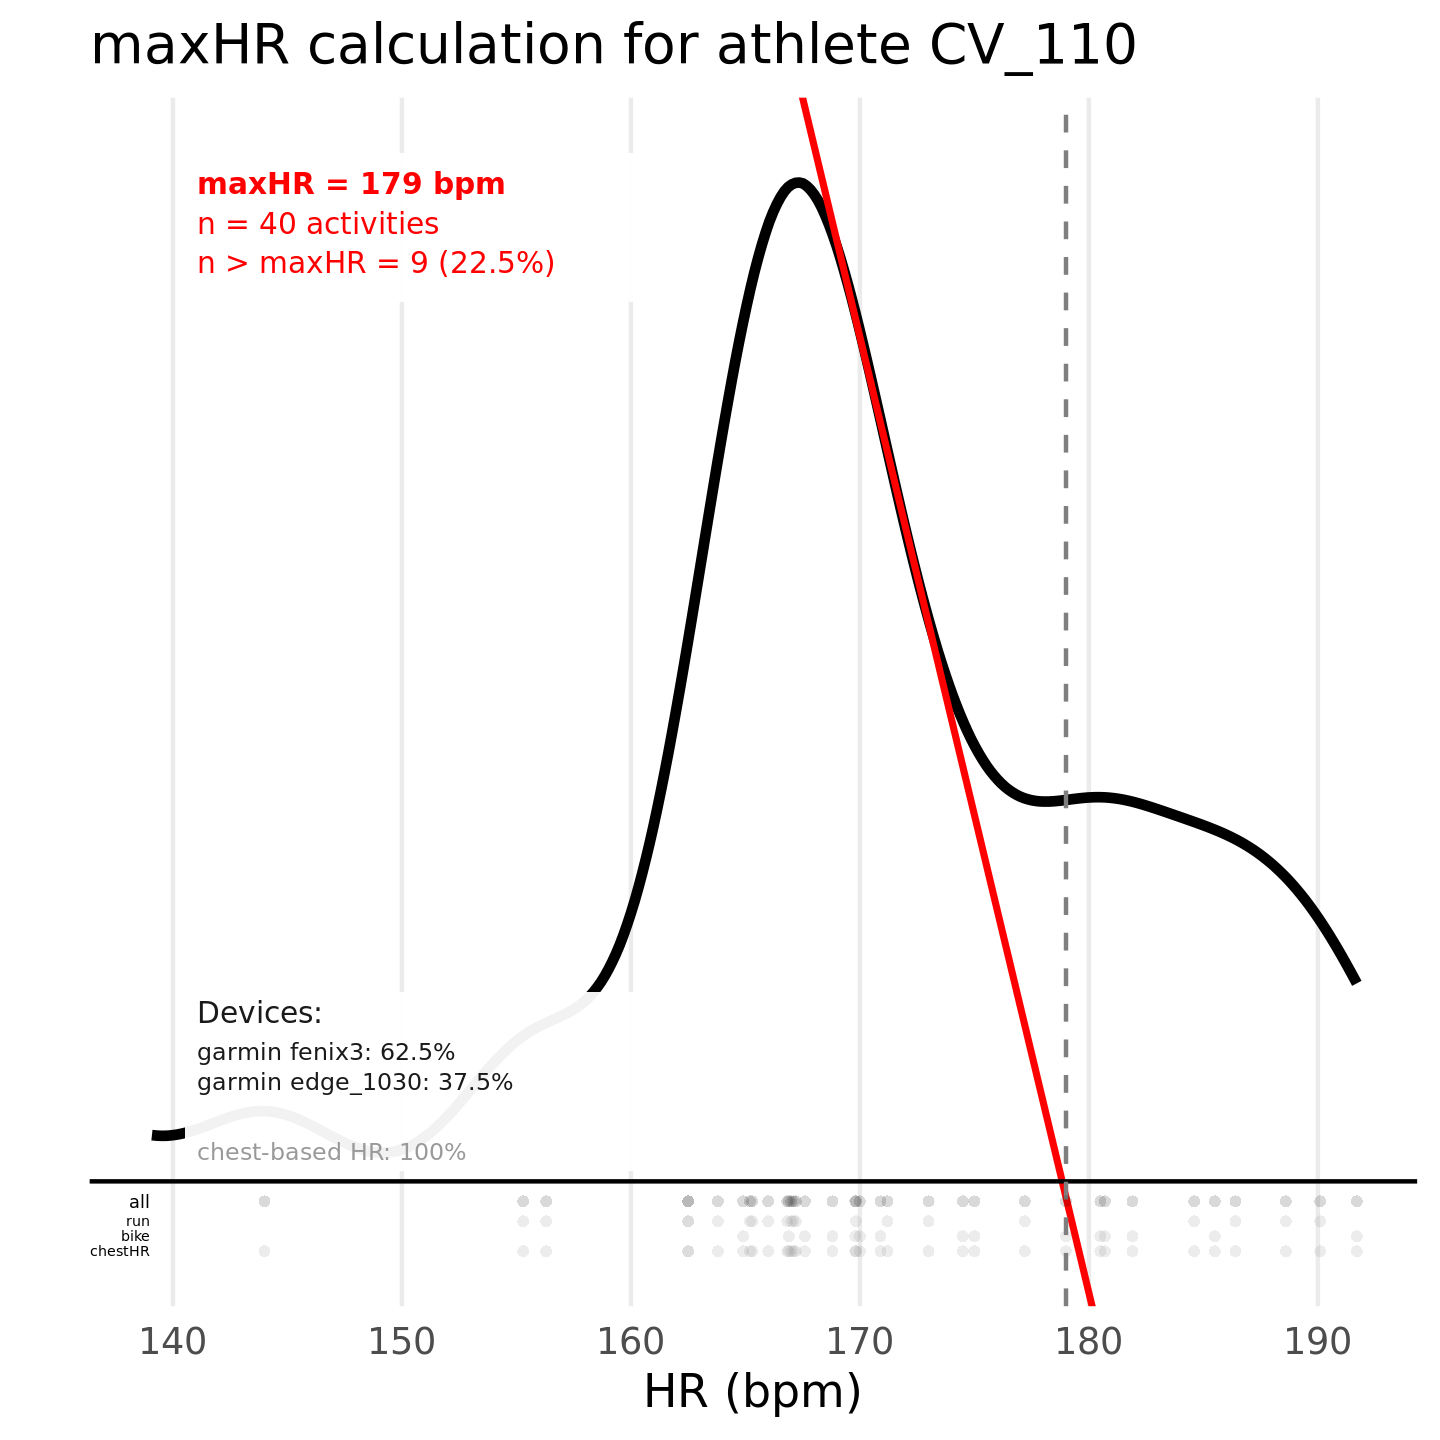 maxHR calculation for athlete CV_110
maxHR = 179 bpm
n = 40 activities
n > maxHR = 9 (22.5%)
Devices:
garmin fenix3: 62.5%
garmin edge_1030: 37.5%
chest-based HR: 100%
all
run
bike
chestHR
140 150 160 170 180 190
HR (bpm)